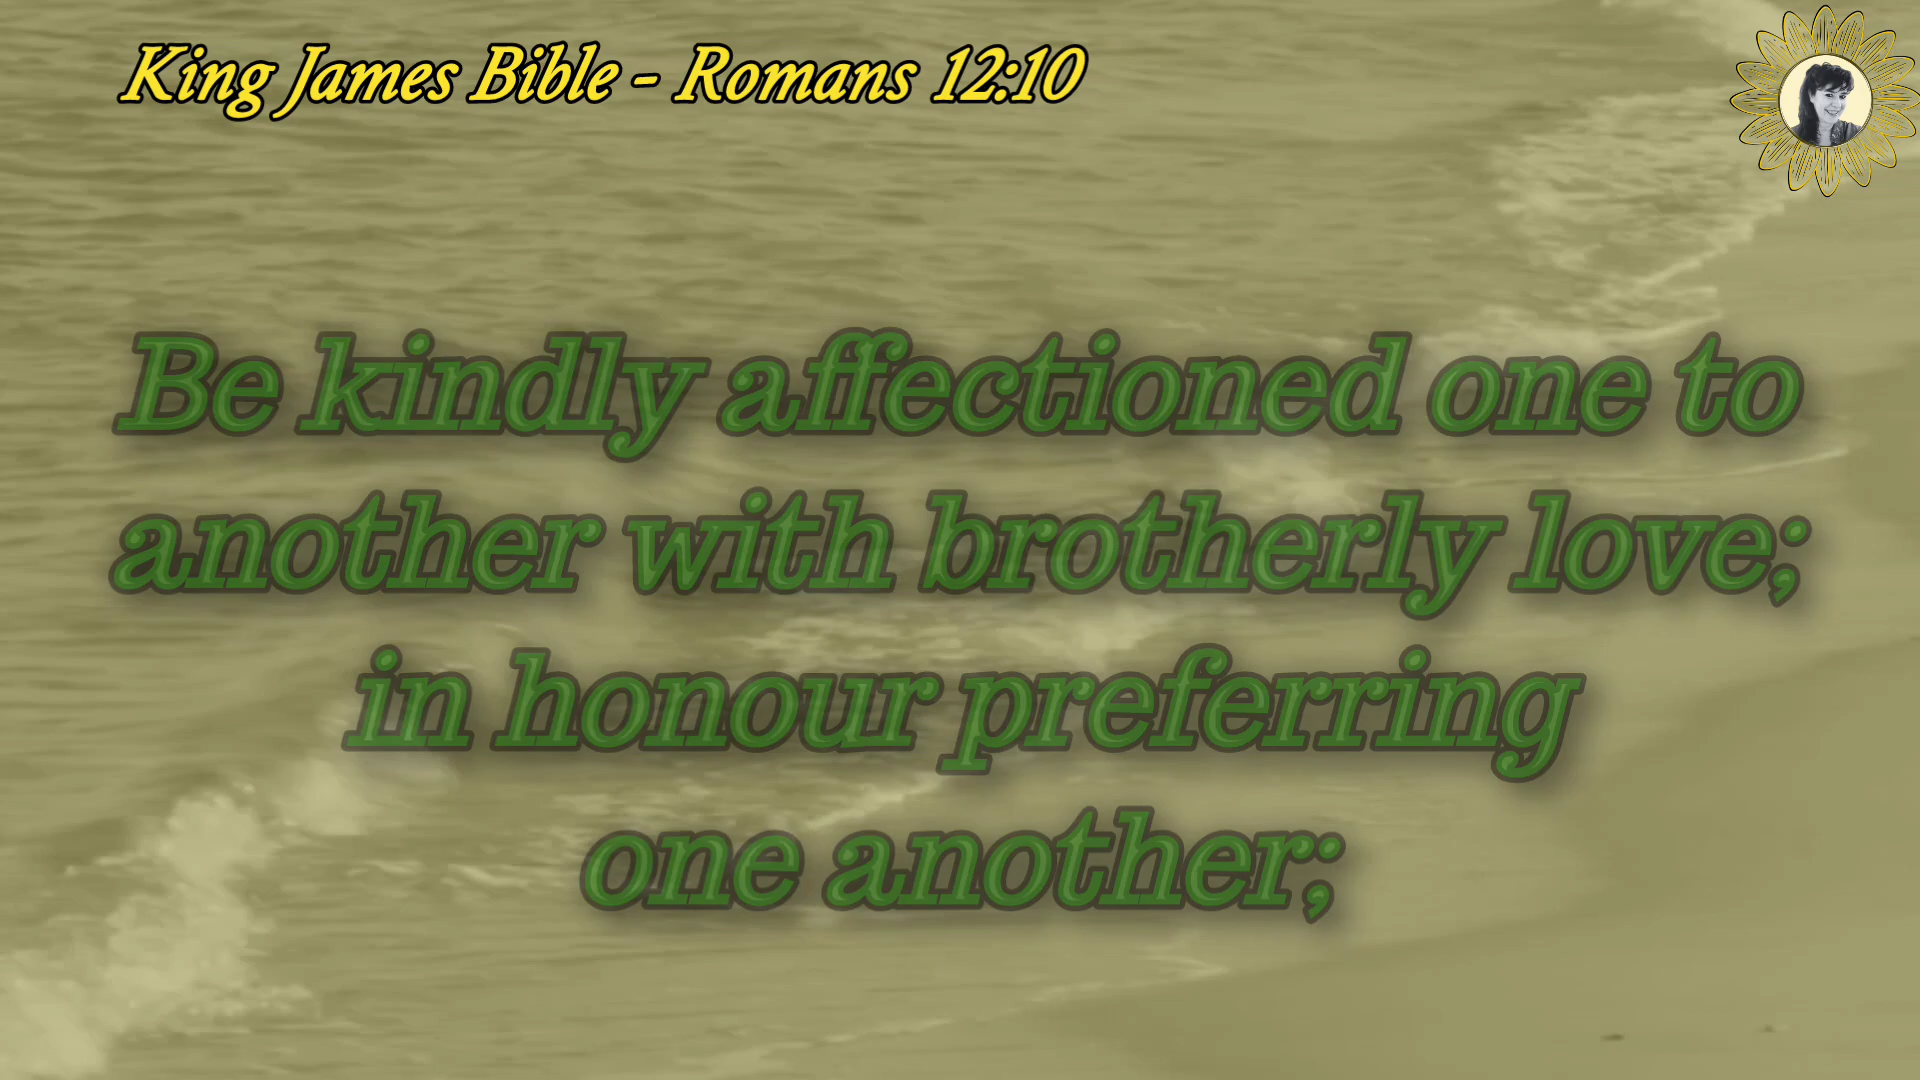 King James Bible - Romans 12:10
Be kindly affectioned one to
another with brotherly love;
in honour preferring
one another;